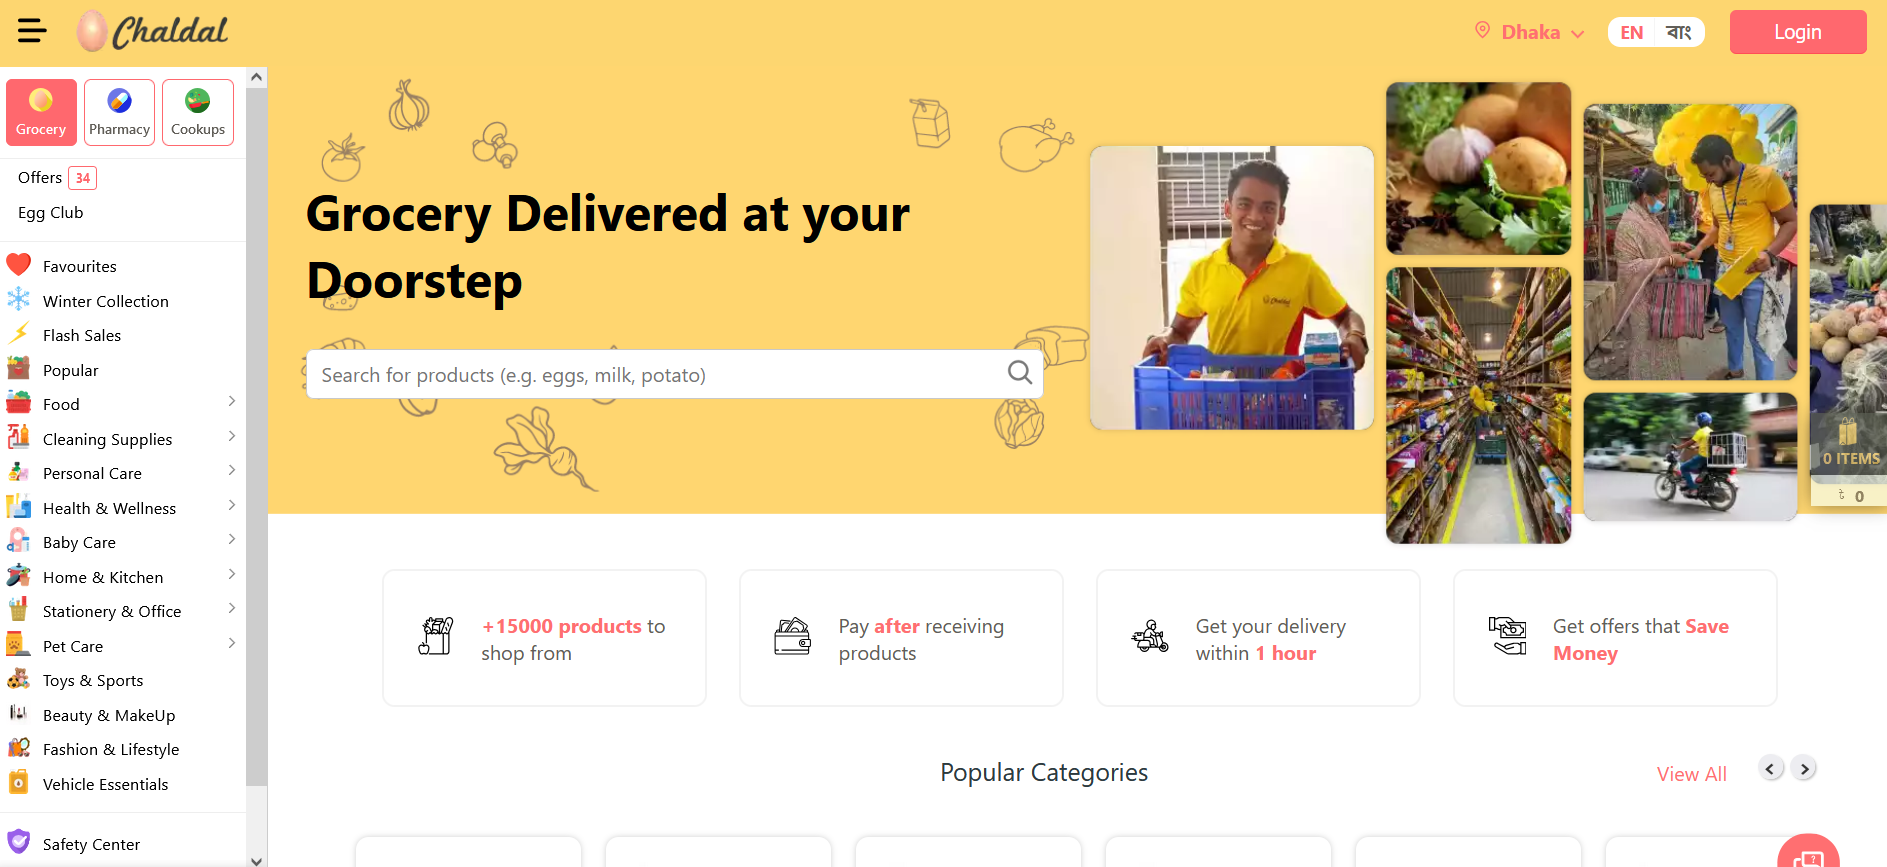 Chaldal
Dhaka
EN বাং
Login
Grocery
Pharmacy
Cookups
Offers 34
Egg Club
Favourites
Winter Collection
Flash Sales
Popular
Food
Cleaning Supplies
Personal Care
Health & Wellness
Baby Care
Home & Kitchen
Stationery & Office
Pet Care
Toys & Sports
Beauty & MakeUp
Fashion & Lifestyle
Vehicle Essentials
Safety Center
Grocery Delivered at your
Doorstep
Search for products (e.g. eggs, milk, potato)
Chaldal
0 ITEMS
৳ 0
+15000 products to
shop from
Pay after receiving
products
Get your delivery
within 1 hour
Get offers that Save
Money
Popular Categories
View All